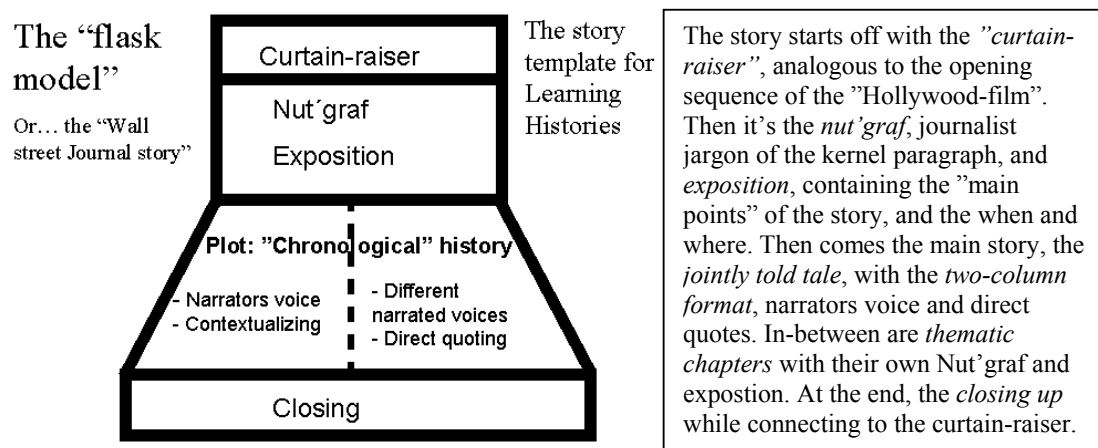 The “flask
model”
Or… the “Wall
street Journal story”
Curtain-raiser
Nut´graf
Exposition
The story
template for
Learning
Histories
Plot: ”Chronological” history
- Narrators voice
- Contextualizing
- Different
narrated voices
- Direct quoting
Closing
The story starts off with the ”curtain-
raiser”, analogous to the opening
sequence of the ”Hollywood-film”.
Then it’s the nut’graf, journalist
jargon of the kernel paragraph, and
exposition, containing the ”main
points” of the story, and the when and
where. Then comes the main story, the
jointly told tale, with the two-column
format, narrators voice and direct
quotes. In-between are thematic
chapters with their own Nut’graf and
expostion. At the end, the closing up
while connecting to the curtain-raiser.